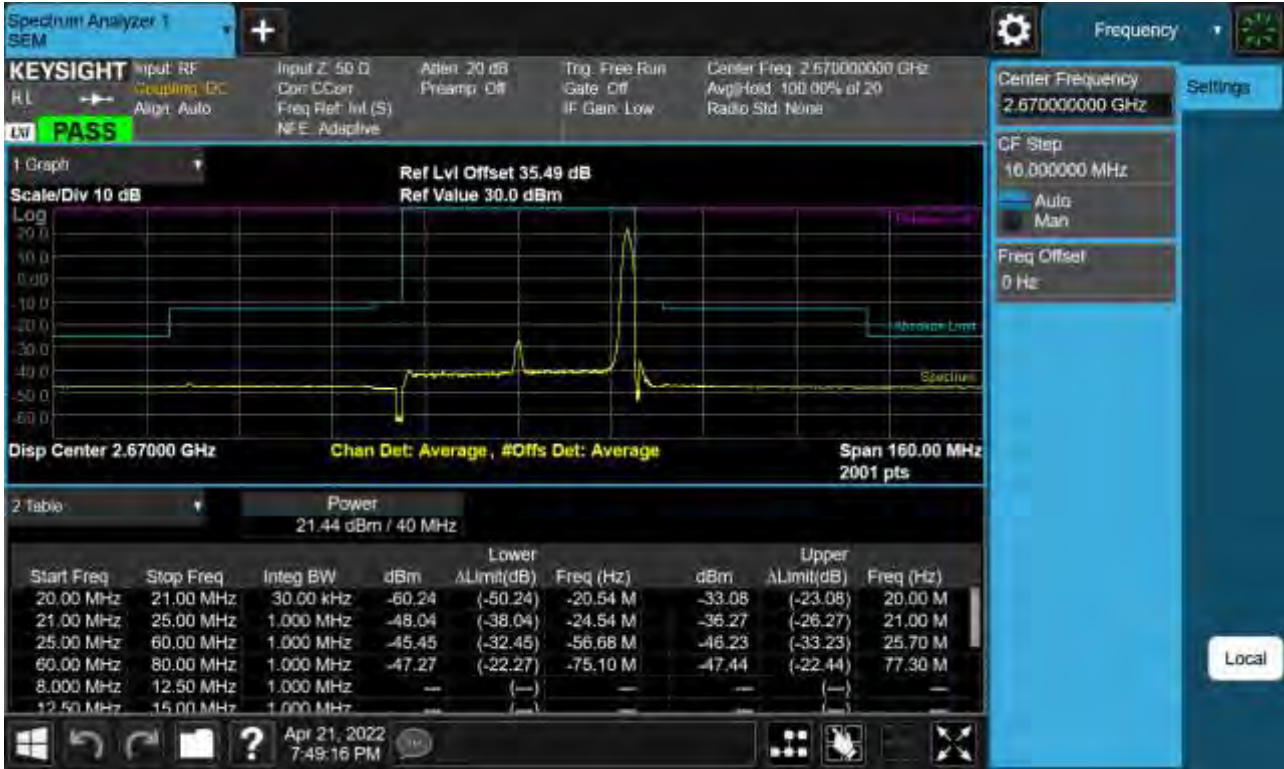 Spectrum Analyzer 1
SEM
Frequency
KEYSIGHT
Input: RF
Coupling: DC
Align: Auto
Input Z: 50 Ω
Corr CCorr
Freq Ref: Int (S)
NFE: Adaptive
Atten: 20 dB
Preamp: Off
Trig: Free Run
Gate: Off
IF Gain: Low
Center Freq: 2.670000000 GHz
Avg|Hold: 100.00% of 20
Radio Std: None
RL
PASS
Center Frequency
2.670000000 GHz
Settings
CF Step
16.000000 MHz
Auto
Man
Freq Offset
0 Hz
1 Graph
Scale/Div 10 dB
Ref Lvl Offset 35.49 dB
Ref Value 30.0 dBm
Log
20.0
10.0
0.00
-10.0
-20.0
-30.0
-40.0
-50.0
-60.0
Absolute Limit
Spectrum
Disp Center 2.67000 GHz
Chan Det: Average, #Offs Det: Average
Span 160.00 MHz
2001 pts
2 Table
Power
21.44 dBm / 40 MHz
Lower Upper
Start Freq Stop Freq Integ BW dBm ΔLimit(dB) Freq (Hz) dBm ΔLimit(dB) Freq (Hz)
20.00 MHz 21.00 MHz 30.00 kHz -60.24 (-50.24) -20.54 M -33.08 (-23.08) 20.00 M
21.00 MHz 25.00 MHz 1.000 MHz -48.04 (-38.04) -24.54 M -36.27 (-26.27) 21.00 M
25.00 MHz 60.00 MHz 1.000 MHz -45.45 (-32.45) -56.68 M -46.23 (-33.23) 25.70 M
60.00 MHz 80.00 MHz 1.000 MHz -47.27 (-22.27) -75.10 M -47.44 (-22.44) 77.30 M
8.000 MHz 12.50 MHz 1.000 MHz --- (---) --- --- (---) ---
12.50 MHz 15.00 MHz 1.000 MHz --- (---)
Local
?
Apr 21, 2022
7:49:16 PM